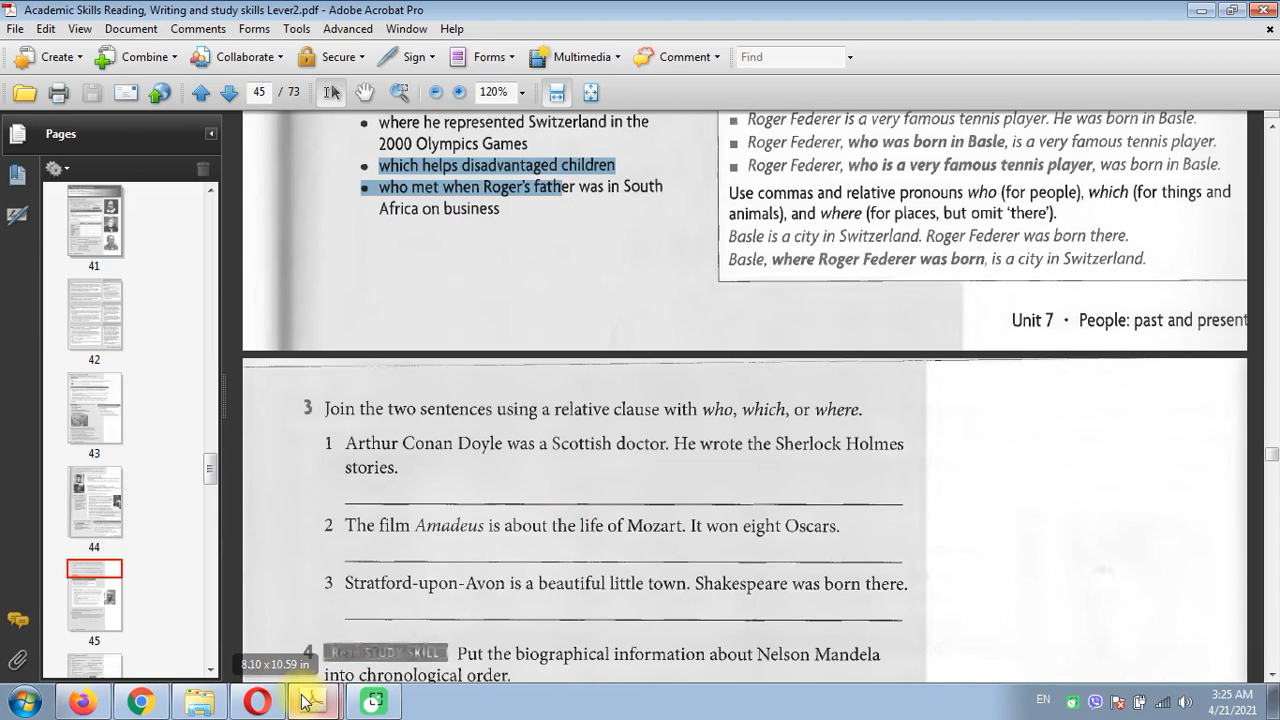 Academic Skills Reading, Writing and study skills Lever2.pdf - Adobe Acrobat Pro
File Edit View Document Comments Forms Tools Advanced Window Help
Create Combine Collaborate Secure Sign Forms Multimedia Comment Find
45 / 73 120%
Pages
41
42
43
44
45
where he represented Switzerland in the
2000 Olympics Games
which helps disadvantaged children
who met when Roger's father was in South
Africa on business
Roger Federer is a very famous tennis player. He was born in Basle.
Roger Federer, who was born in Basle, is a very famous tennis player.
Roger Federer, who is a very famous tennis player, was born in Basle.
Use commas and relative pronouns who (for people), which (for things and
animals), and where (for places, but omit 'there').
Basle is a city in Switzerland. Roger Federer was born there.
Basle, where Roger Federer was born, is a city in Switzerland.
Unit 7 • People: past and present
3 Join the two sentences using a relative clause with who, which, or where.
1 Arthur Conan Doyle was a Scottish doctor. He wrote the Sherlock Holmes
stories.
2 The film Amadeus is about the life of Mozart. It won eight Oscars.
3 Stratford-upon-Avon is a beautiful little town. Shakespeare was born there.
4 Rev STUDY SKILL Put the biographical information about Nelson Mandela
into chronological order.
8.10 x 10.59 in
EN 3:25 AM
4/21/2021